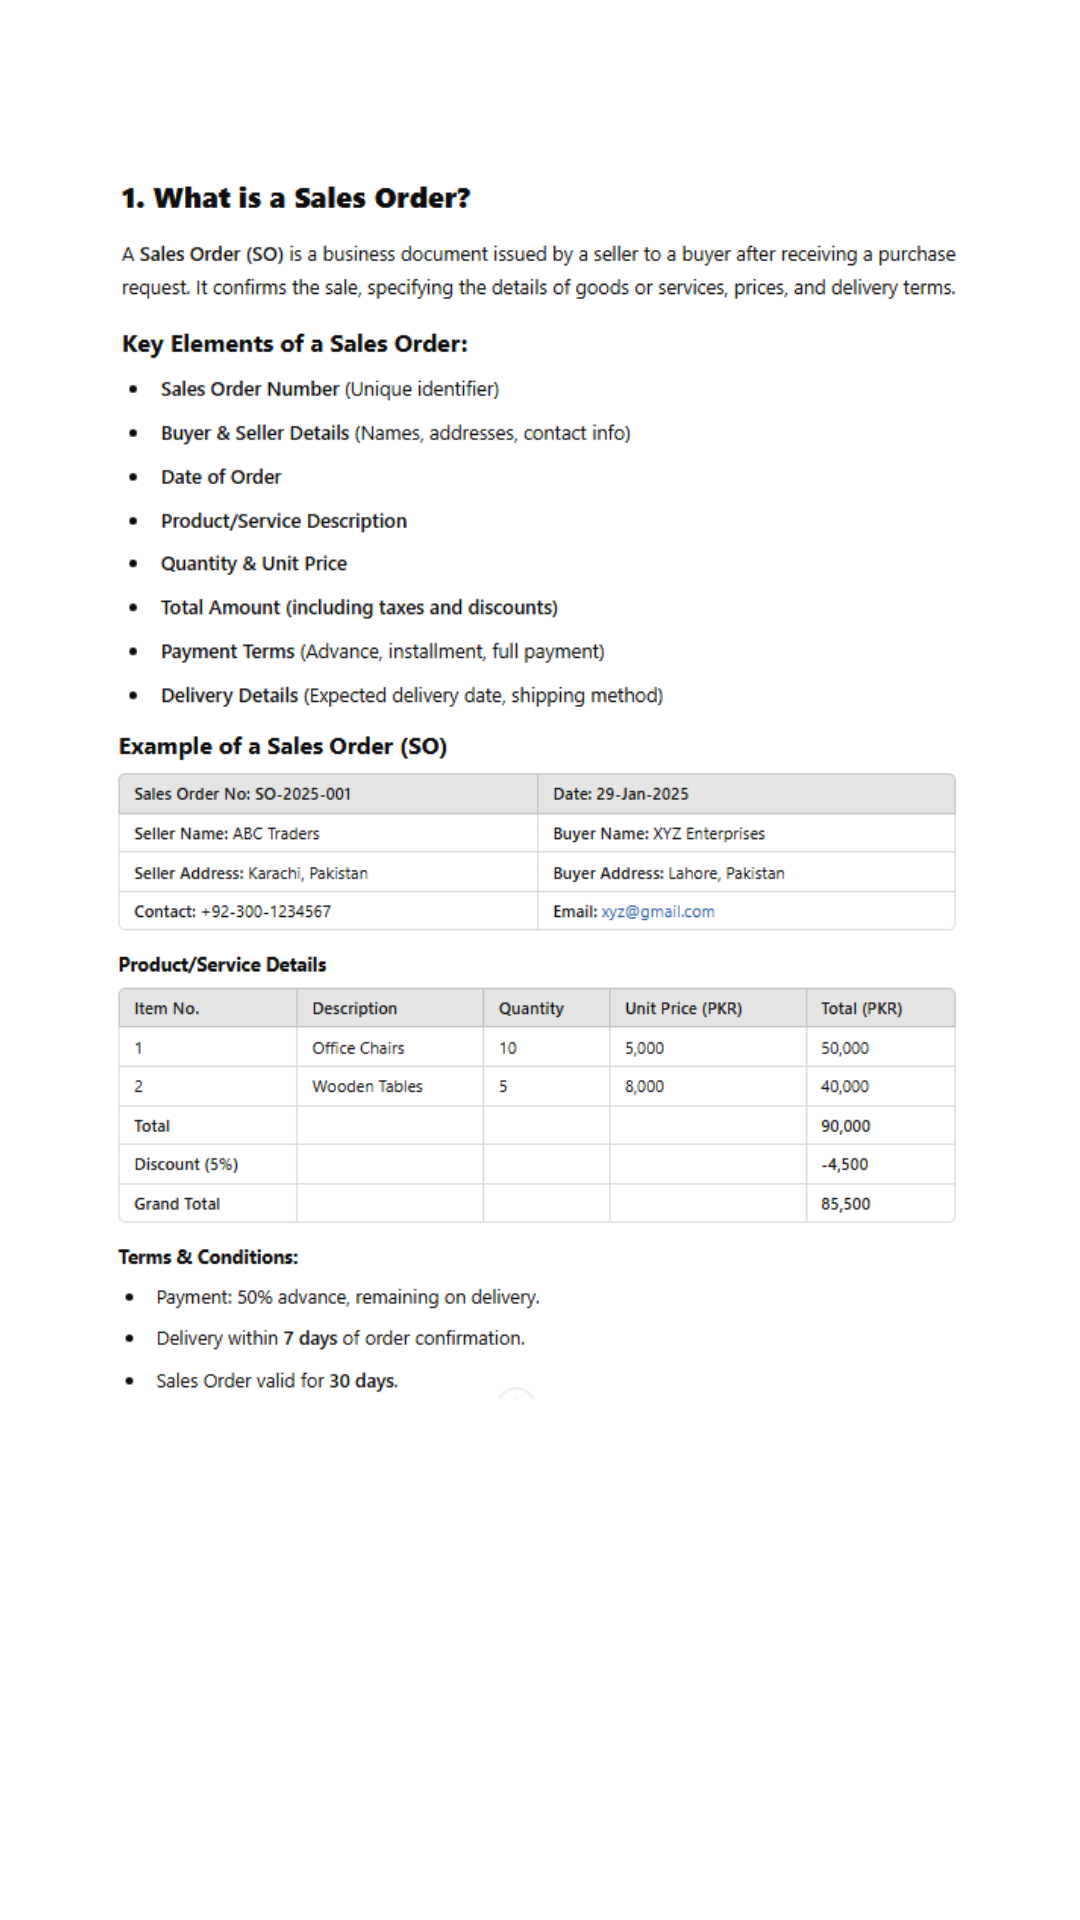 1. What is a Sales Order?
A Sales Order (SO) is a business document issued by a seller to a buyer after receiving a purchase
request. It confirms the sale, specifying the details of goods or services, prices, and delivery terms.
Key Elements of a Sales Order:
• Sales Order Number (Unique identifier)
• Buyer & Seller Details (Names, addresses, contact info)
• Date of Order
• Product/Service Description
• Quantity & Unit Price
• Total Amount (including taxes and discounts)
• Payment Terms (Advance, installment, full payment)
• Delivery Details (Expected delivery date, shipping method)
Example of a Sales Order (SO)
Sales Order No: SO-2025-001 Date: 29-Jan-2025
Seller Name: ABC Traders Buyer Name: XYZ Enterprises
Seller Address: Karachi, Pakistan Buyer Address: Lahore, Pakistan
Contact: +92-300-1234567 Email: xyz@gmail.com
Product/Service Details
Item No. Description Quantity Unit Price (PKR) Total (PKR)
1 Office Chairs 10 5,000 50,000
2 Wooden Tables 5 8,000 40,000
Total 90,000
Discount (5%) -4,500
Grand Total 85,500
Terms & Conditions:
• Payment: 50% advance, remaining on delivery.
• Delivery within 7 days of order confirmation.
• Sales Order valid for 30 days.